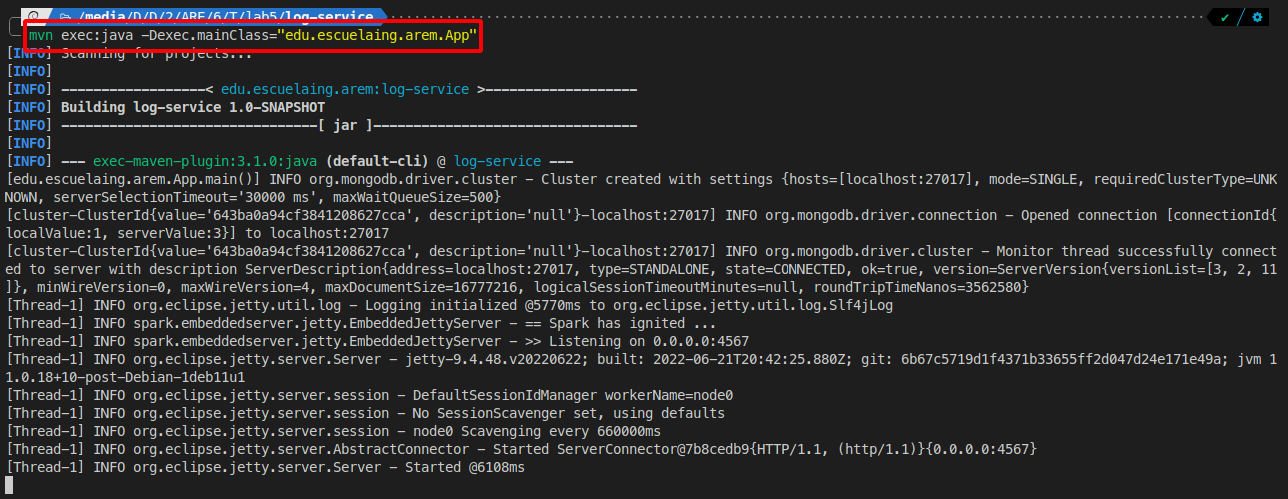 /media/D/D/2/ARE/6/T/lab5/log-service
mvn exec:java -Dexec.mainClass="edu.escuelaing.arem.App"
[INFO] Scanning for projects...
[INFO]
[INFO] ------------------< edu.escuelaing.arem:log-service >-------------------
[INFO] Building log-service 1.0-SNAPSHOT
[INFO] --------------------------------[ jar ]---------------------------------
[INFO]
[INFO] --- exec-maven-plugin:3.1.0:java (default-cli) @ log-service ---
[edu.escuelaing.arem.App.main()] INFO org.mongodb.driver.cluster - Cluster created with settings {hosts=[localhost:27017], mode=SINGLE, requiredClusterType=UNK
NOWN, serverSelectionTimeout='30000 ms', maxWaitQueueSize=500}
[cluster-ClusterId{value='643ba0a94cf3841208627cca', description='null'}-localhost:27017] INFO org.mongodb.driver.connection - Opened connection [connectionId{
localValue:1, serverValue:3}] to localhost:27017
[cluster-ClusterId{value='643ba0a94cf3841208627cca', description='null'}-localhost:27017] INFO org.mongodb.driver.cluster - Monitor thread successfully connect
ed to server with description ServerDescription{address=localhost:27017, type=STANDALONE, state=CONNECTED, ok=true, version=ServerVersion{versionList=[3, 2, 11
]}, minWireVersion=0, maxWireVersion=4, maxDocumentSize=16777216, logicalSessionTimeoutMinutes=null, roundTripTimeNanos=3562580}
[Thread-1] INFO org.eclipse.jetty.util.log - Logging initialized @5770ms to org.eclipse.jetty.util.log.Slf4jLog
[Thread-1] INFO spark.embeddedserver.jetty.EmbeddedJettyServer - == Spark has ignited ...
[Thread-1] INFO spark.embeddedserver.jetty.EmbeddedJettyServer - >> Listening on 0.0.0.0:4567
[Thread-1] INFO org.eclipse.jetty.server.Server - jetty-9.4.48.v20220622; built: 2022-06-21T20:42:25.880Z; git: 6b67c5719d1f4371b33655ff2d047d24e171e49a; jvm 1
1.0.18+10-post-Debian-1deb11u1
[Thread-1] INFO org.eclipse.jetty.server.session - DefaultSessionIdManager workerName=node0
[Thread-1] INFO org.eclipse.jetty.server.session - No SessionScavenger set, using defaults
[Thread-1] INFO org.eclipse.jetty.server.session - node0 Scavenging every 660000ms
[Thread-1] INFO org.eclipse.jetty.server.AbstractConnector - Started ServerConnector@7b8cedb9{HTTP/1.1, (http/1.1)}{0.0.0.0:4567}
[Thread-1] INFO org.eclipse.jetty.server.Server - Started @6108ms